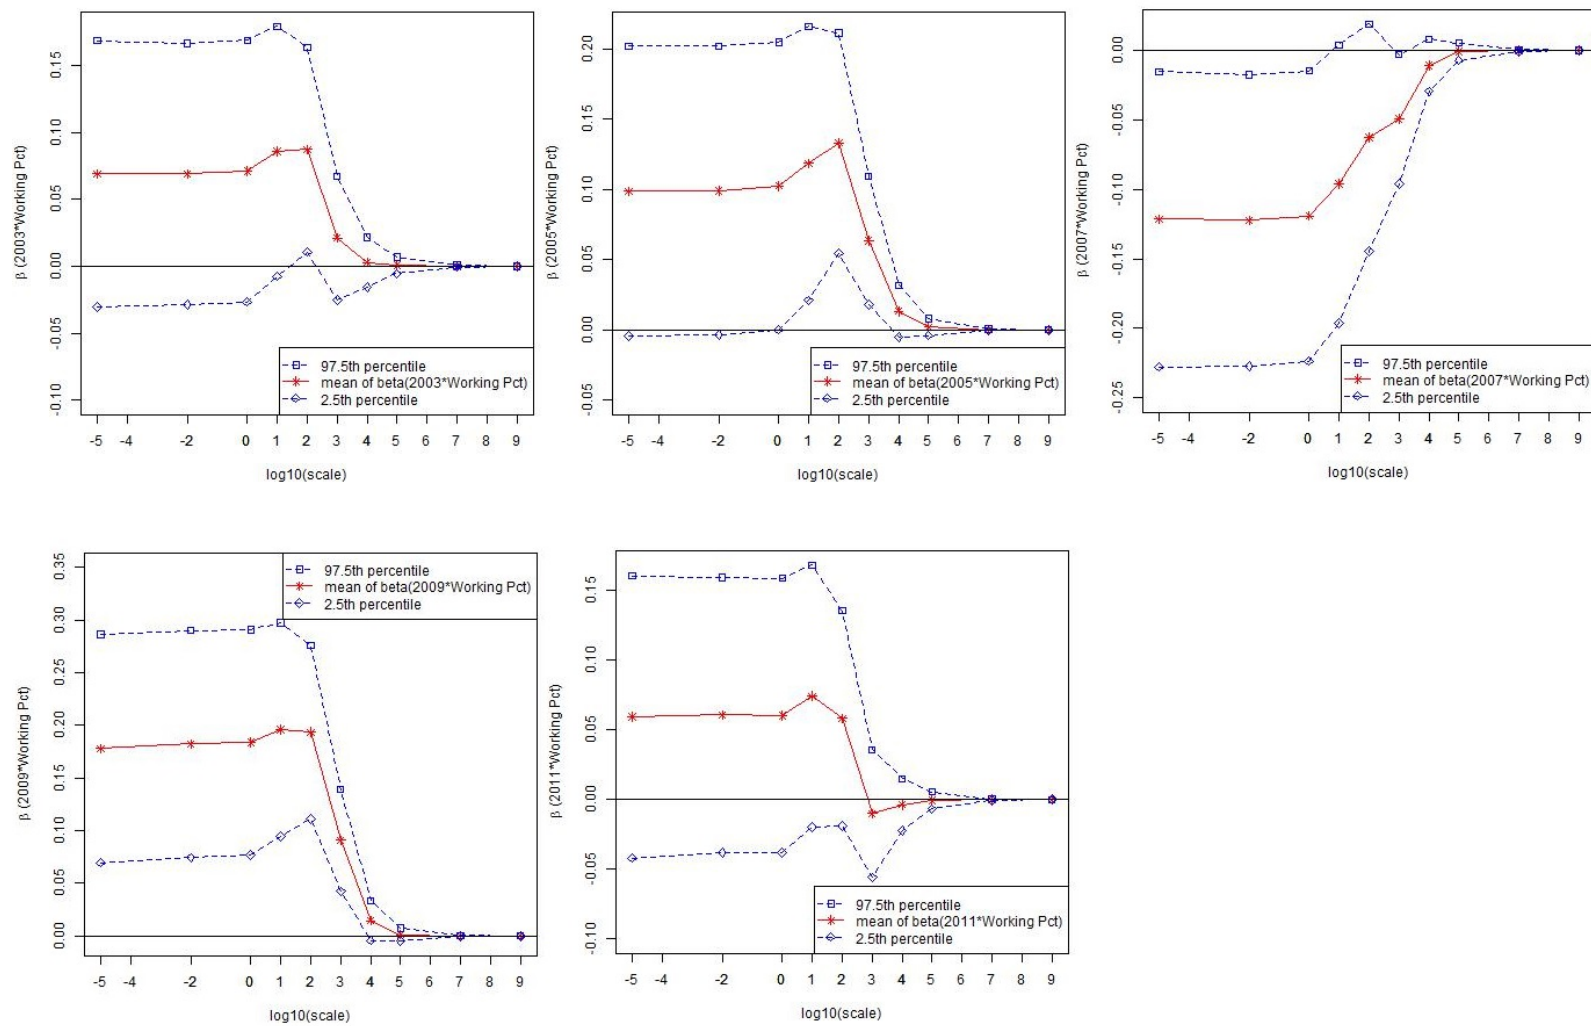 β (2003*Working Pct)
0.15
0.10
0.05
0.00
-0.05
-0.10
97.5th percentile
mean of beta(2003*Working Pct)
2.5th percentile
-5 -4 -2 0 1 2 3 4 5 6 7 8 9
log10(scale)
β (2005*Working Pct)
0.20
0.15
0.10
0.05
0.00
-0.05
97.5th percentile
mean of beta(2005*Working Pct)
2.5th percentile
-5 -4 -2 0 1 2 3 4 5 6 7 8 9
log10(scale)
β (2007*Working Pct)
0.00
-0.05
-0.10
-0.15
-0.20
-0.25
97.5th percentile
mean of beta(2007*Working Pct)
2.5th percentile
-5 -4 -2 0 1 2 3 4 5 6 7 8 9
log10(scale)
β (2009*Working Pct)
0.35
0.30
0.25
0.20
0.15
0.10
0.05
0.00
97.5th percentile
mean of beta(2009*Working Pct)
2.5th percentile
-5 -4 -2 0 1 2 3 4 5 6 7 8 9
log10(scale)
β (2011*Working Pct)
0.15
0.10
0.05
0.00
-0.05
-0.10
97.5th percentile
mean of beta(2011*Working Pct)
2.5th percentile
-5 -4 -2 0 1 2 3 4 5 6 7 8 9
log10(scale)